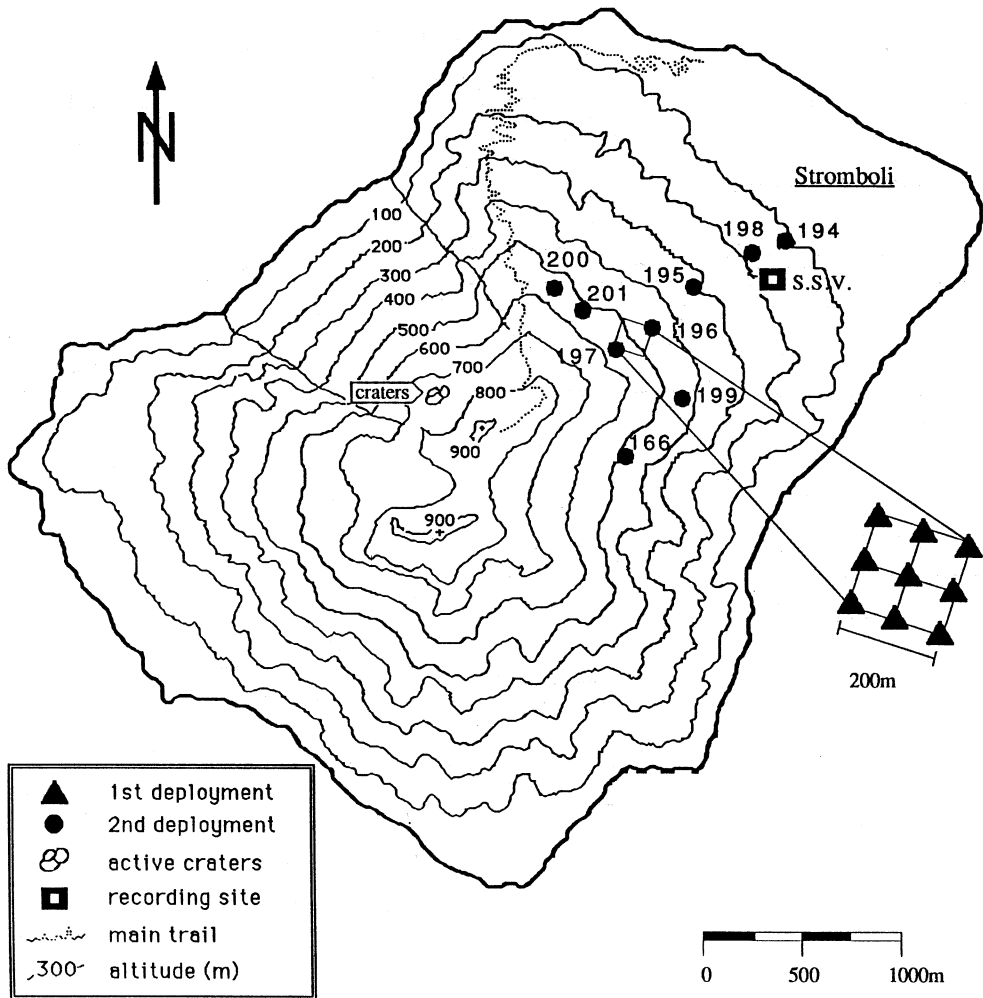 N
Stromboli
100
200
300
400
500
600
700
800
900
900
craters
198
194
s.s.v.
200
195
201
196
197
199
166
200m
1st deployment
2nd deployment
active craters
recording site
main trail
300
altitude (m)
0
500
1000m